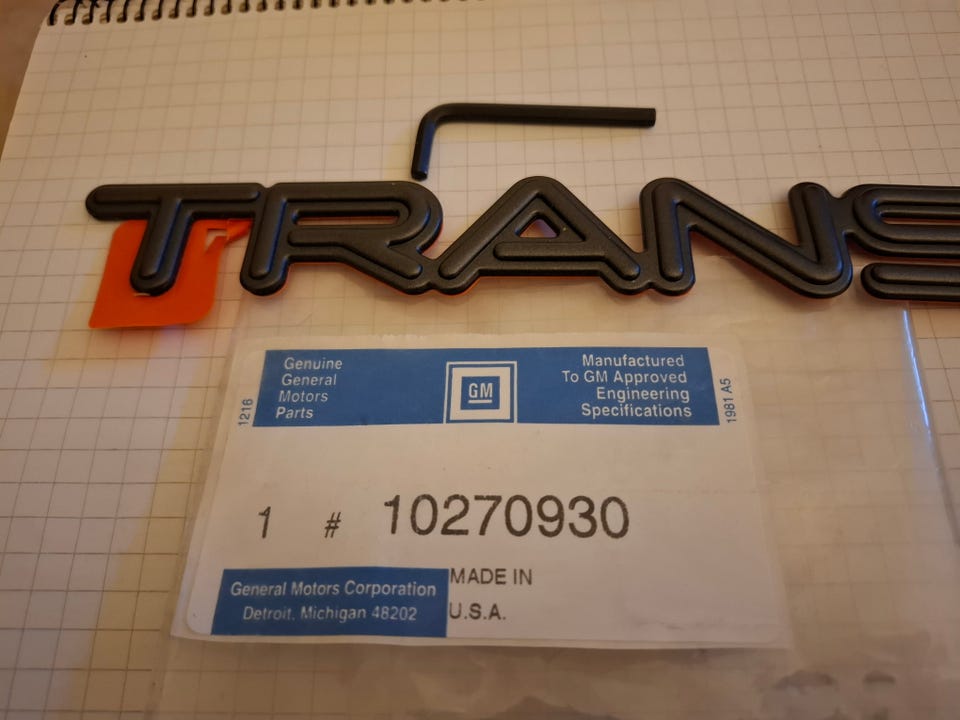 TRANS
Genuine
General
Motors
Parts
GM
Manufactured
To GM Approved
Engineering
Specifications
1216
1981 A5
1 # 10270930
General Motors Corporation
Detroit, Michigan 48202
MADE IN
U.S.A.